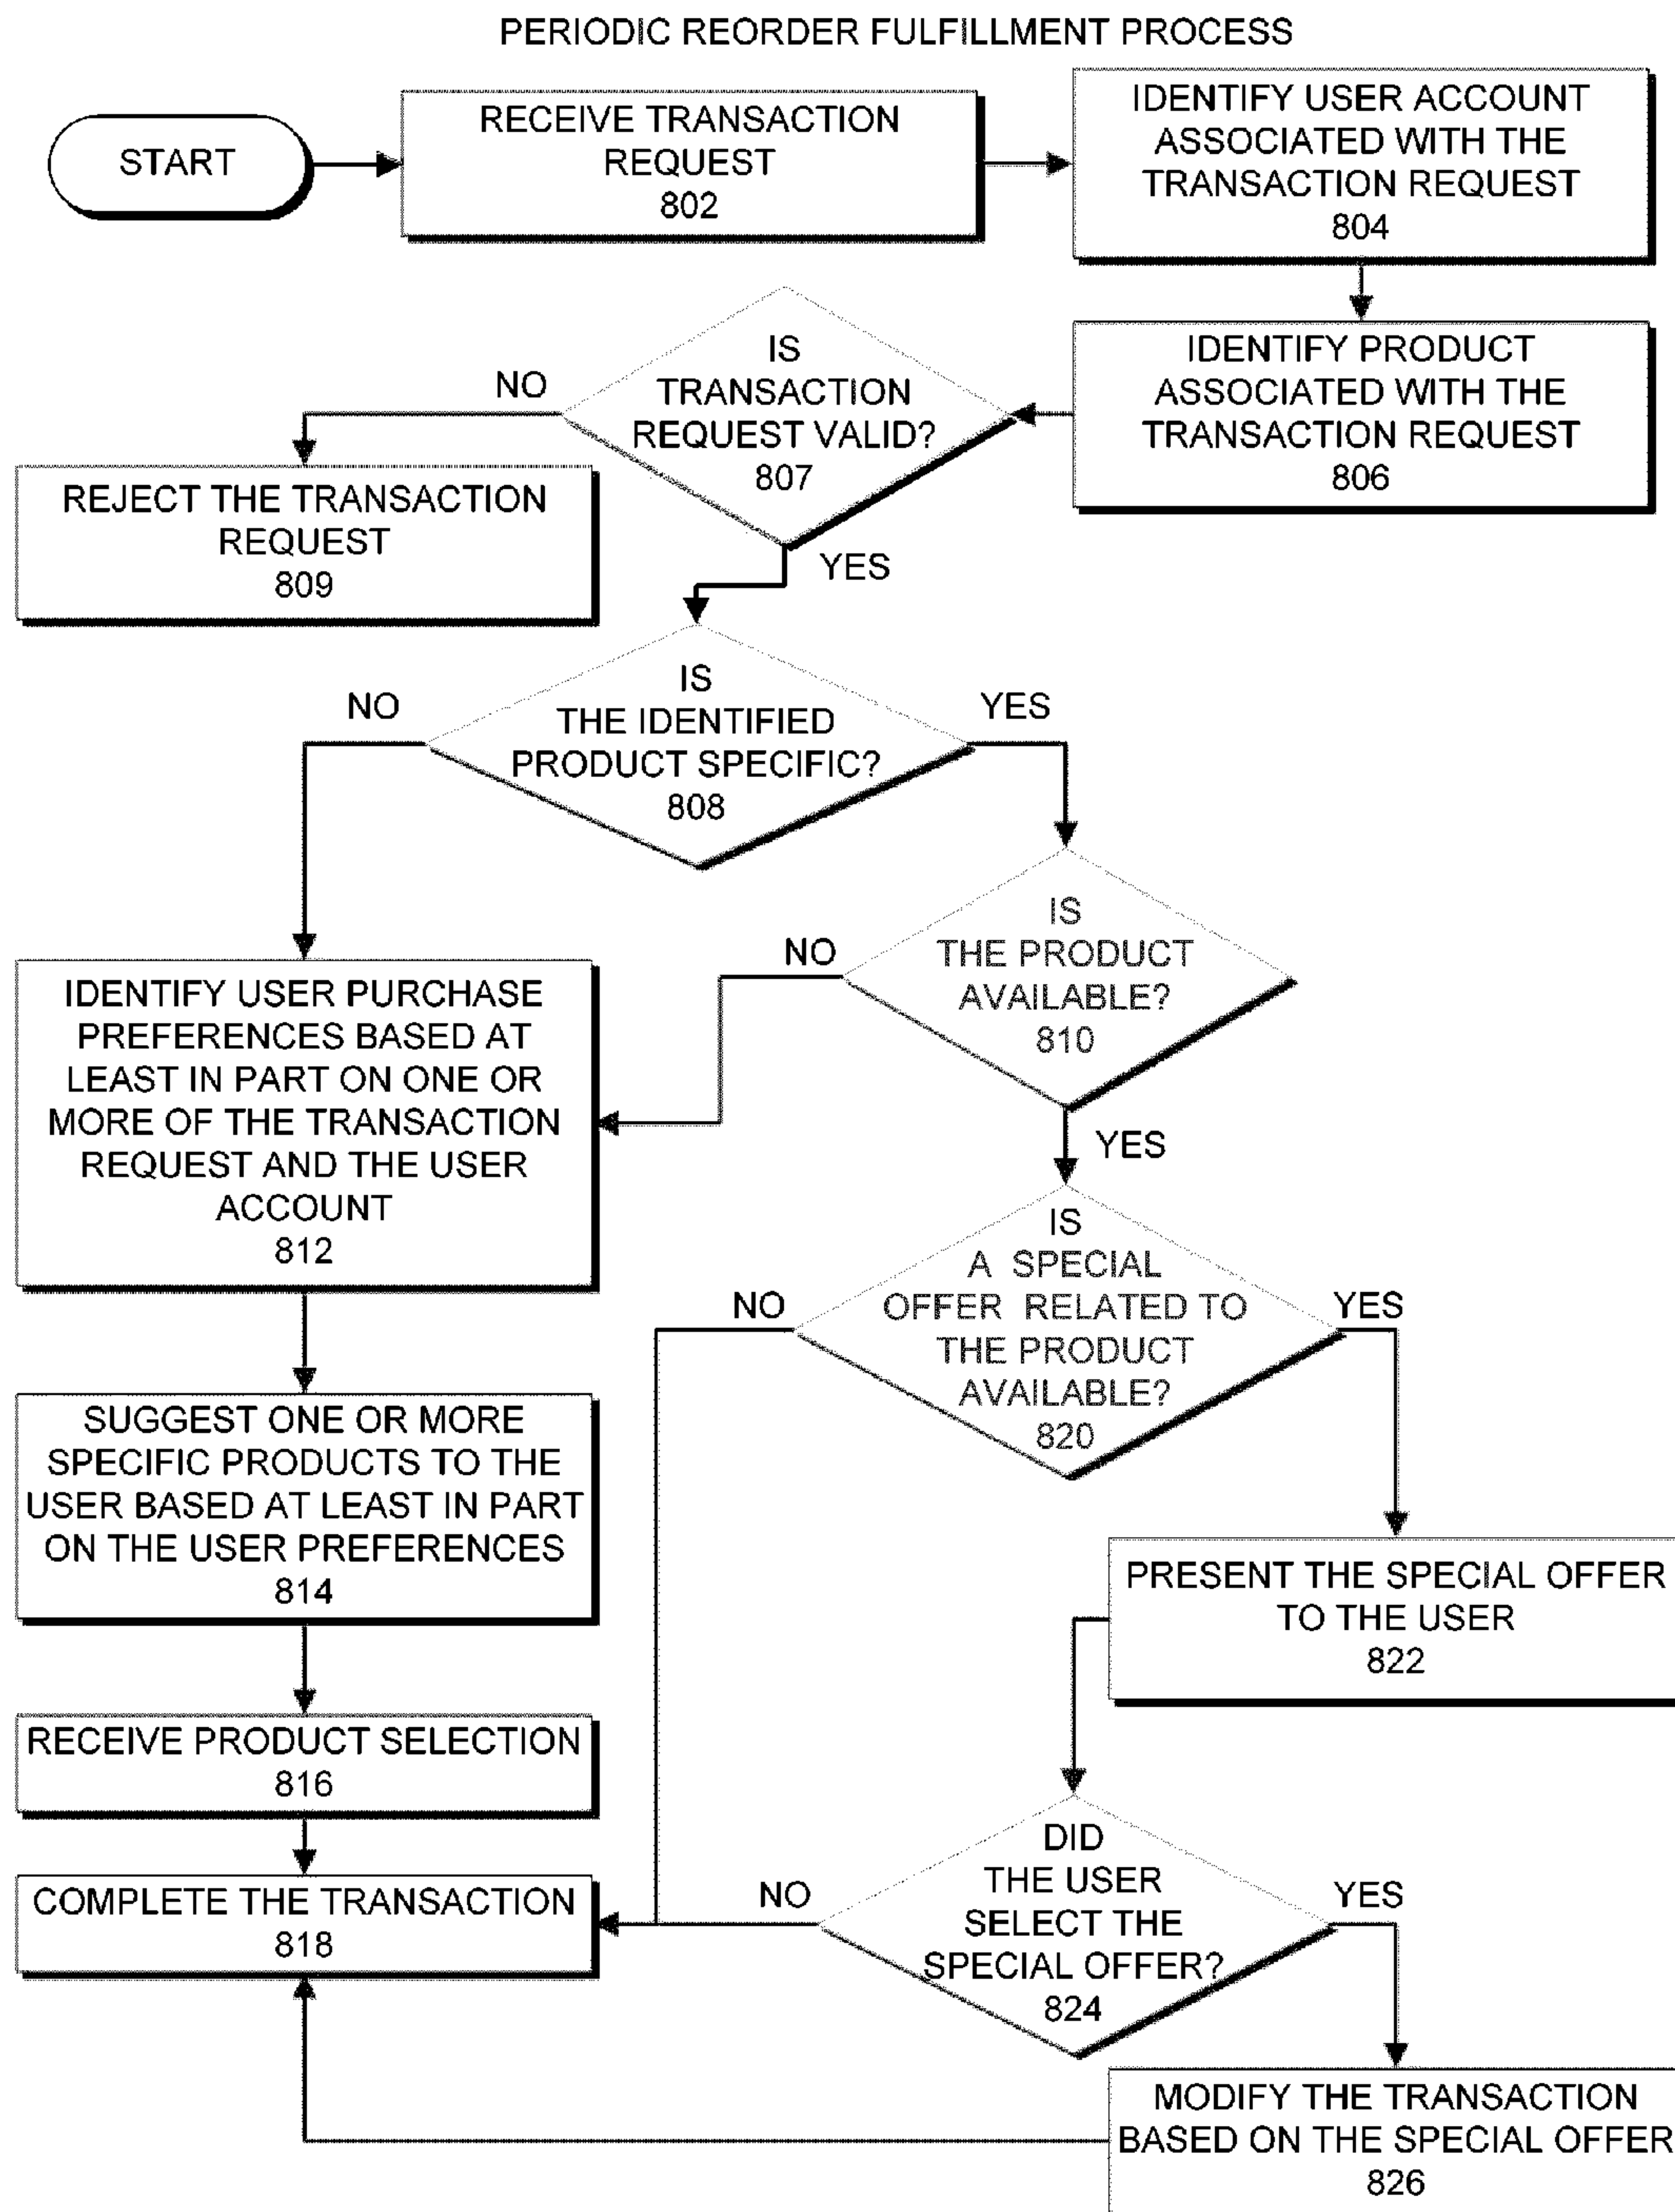 PERIODIC REORDER FULFILLMENT PROCESS
START
RECEIVE TRANSACTION
REQUEST
802
IDENTIFY USER ACCOUNT
ASSOCIATED WITH THE
TRANSACTION REQUEST
804
IDENTIFY PRODUCT
ASSOCIATED WITH THE
TRANSACTION REQUEST
806
IS
TRANSACTION
REQUEST VALID?
807
NO
YES
REJECT THE TRANSACTION
REQUEST
809
IS
THE IDENTIFIED
PRODUCT SPECIFIC?
808
NO
YES
IS
THE PRODUCT
AVAILABLE?
810
NO
YES
IDENTIFY USER PURCHASE
PREFERENCES BASED AT
LEAST IN PART ON ONE OR
MORE OF THE TRANSACTION
REQUEST AND THE USER
ACCOUNT
812
IS
A SPECIAL
OFFER RELATED TO
THE PRODUCT
AVAILABLE?
820
NO
YES
SUGGEST ONE OR MORE
SPECIFIC PRODUCTS TO THE
USER BASED AT LEAST IN PART
ON THE USER PREFERENCES
814
PRESENT THE SPECIAL OFFER
TO THE USER
822
RECEIVE PRODUCT SELECTION
816
COMPLETE THE TRANSACTION
818
DID
THE USER
SELECT THE
SPECIAL OFFER?
824
NO
YES
MODIFY THE TRANSACTION
BASED ON THE SPECIAL OFFER
826